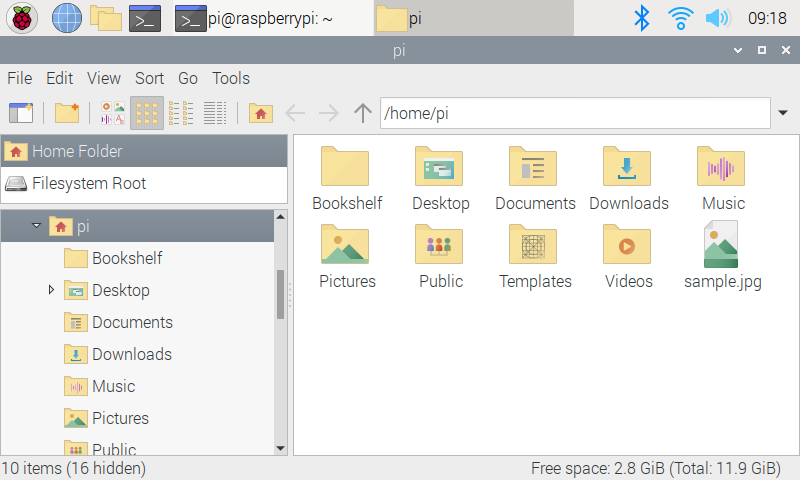 pi@raspberrypi: ~ pi 09:18
pi
File Edit View Sort Go Tools
/home/pi
Home Folder
Filesystem Root
pi
Bookshelf
Desktop
Documents
Downloads
Music
Pictures
Public
Bookshelf Desktop Documents Downloads Music
Pictures Public Templates Videos sample.jpg
10 items (16 hidden) Free space: 2.8 GiB (Total: 11.9 GiB)